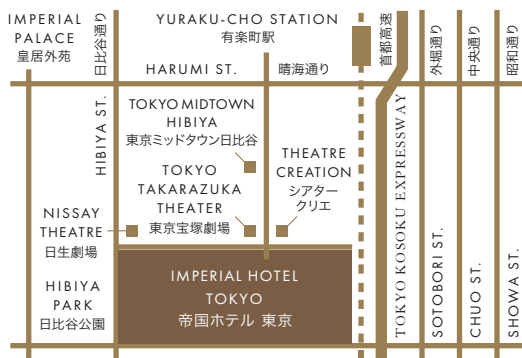 IMPERIAL
PALACE
皇居外苑
日比谷通り
YURAKU-CHO STATION
有楽町駅
首都高速
外堀通り
中央通り
昭和通り
HARUMI ST.
晴海通り
HIBIYA ST.
TOKYO MIDTOWN
HIBIYA
東京ミッドタウン日比谷
THEATRE
CREATION
シアター
クリエ
TOKYO
TAKARAZUKA
THEATER
東京宝塚劇場
TOKYO KOSOKU EXPRESSWAY
NISSAY
THEATRE
日生劇場
SOTOBORI ST.
CHUO ST.
SHOWA ST.
HIBIYA
PARK
日比谷公園
IMPERIAL HOTEL
TOKYO
帝国ホテル 東京